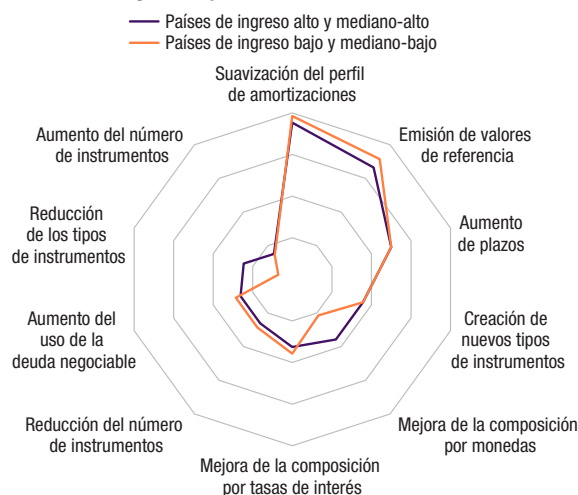 Países de ingreso alto y mediano-alto
Países de ingreso bajo y mediano-bajo
Suavización del perfil
de amortizaciones
Emisión de valores
de referencia
Aumento
de plazos
Creación de
nuevos tipos
de instrumentos
Mejora de la composición
por monedas
Mejora de la composición
por tasas de interés
Reducción del número
de instrumentos
Aumento del
uso de la
deuda negociable
Reducción
de los tipos
de instrumentos
Aumento del número
de instrumentos